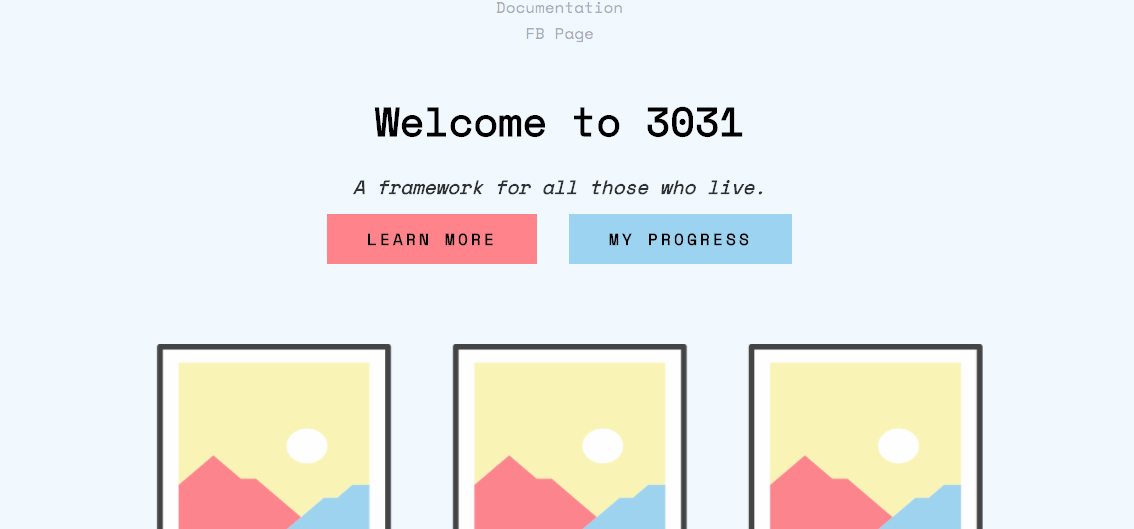 Documentation
FB Page
Welcome to 3031
A framework for all those who live.
LEARN MORE
MY PROGRESS